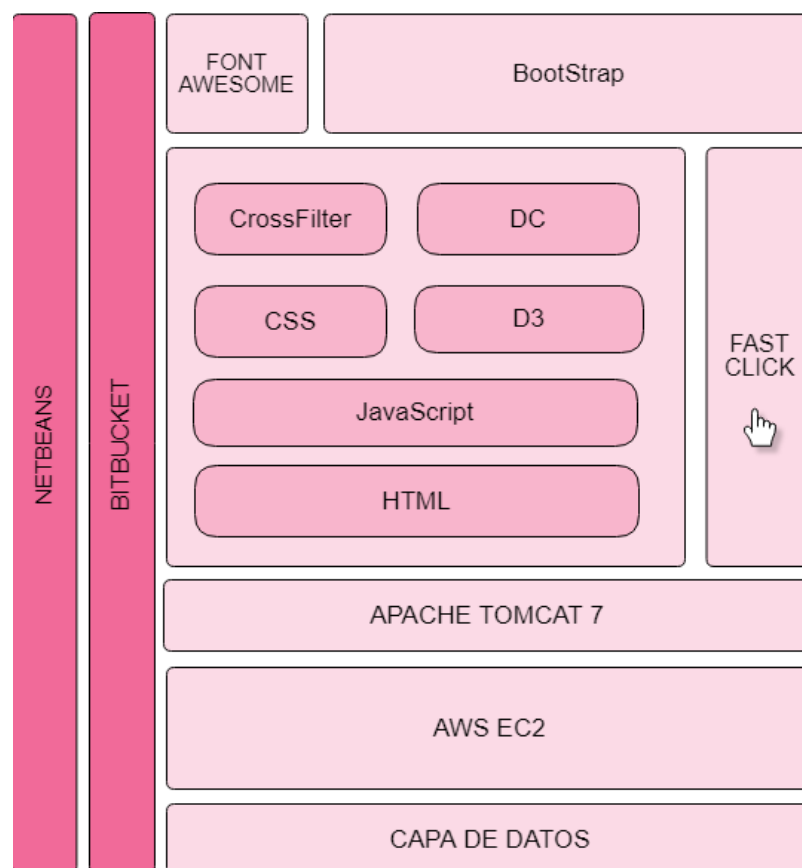 NETBEANS
BITBUCKET
FONT
AWESOME
BootStrap
CrossFilter
DC
CSS
D3
JavaScript
HTML
FAST
CLICK
APACHE TOMCAT 7
AWS EC2
CAPA DE DATOS